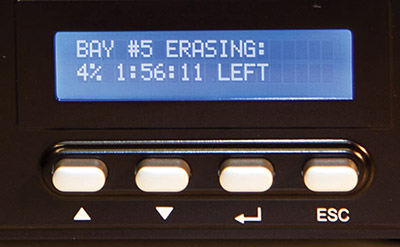 BAY #5 ERASING:
4% 1:56:11 LEFT
ESC